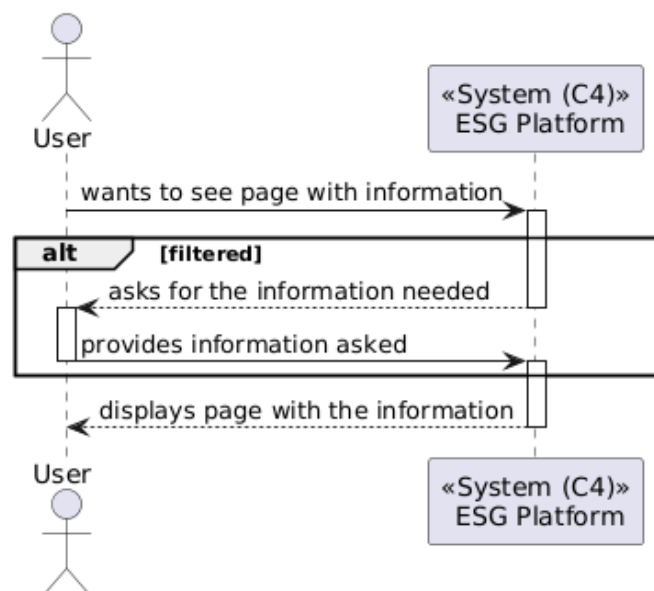 User
«System (C4)»
ESG Platform
wants to see page with information
alt [filtered]
asks for the information needed
provides information asked
displays page with the information
User
«System (C4)»
ESG Platform